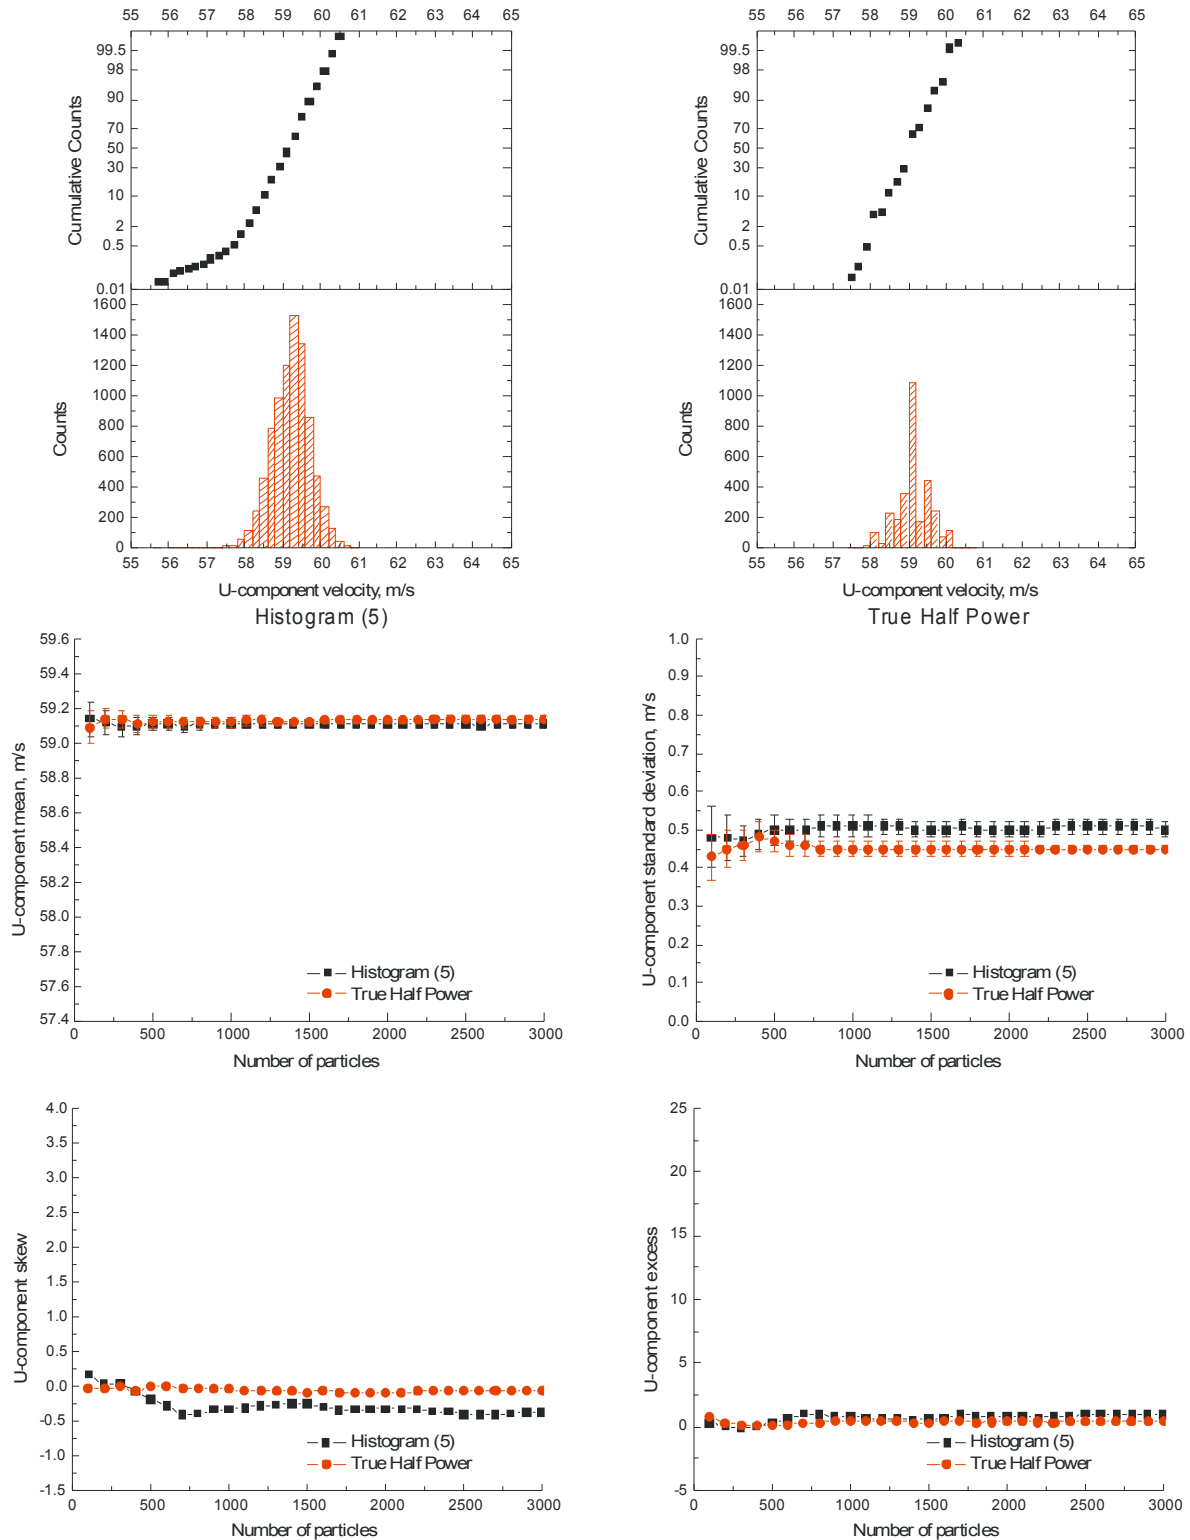 55 56 57 58 59 60 61 62 63 64 65
99.5
98
90
70
50
30
10
2
0.5
0.01
Cumulative Counts
1600
1400
1200
1000
800
600
400
200
0
Counts
55 56 57 58 59 60 61 62 63 64 65
U-component velocity, m/s
Histogram (5)
55 56 57 58 59 60 61 62 63 64 65
99.5
98
90
70
50
30
10
2
0.5
0.01
Cumulative Counts
1600
1400
1200
1000
800
600
400
200
0
Counts
55 56 57 58 59 60 61 62 63 64 65
U-component velocity, m/s
True Half Power
59.6
59.4
59.2
59.0
58.8
58.6
58.4
58.2
58.0
57.8
57.6
57.4
U-component mean, m/s
Histogram (5)
True Half Power
0 500 1000 1500 2000 2500 3000
Number of particles
1.0
0.9
0.8
0.7
0.6
0.5
0.4
0.3
0.2
0.1
0.0
U-component standard deviation, m/s
Histogram (5)
True Half Power
0 500 1000 1500 2000 2500 3000
Number of particles
4.0
3.5
3.0
2.5
2.0
1.5
1.0
0.5
0.0
-0.5
-1.0
-1.5
U-component skew
Histogram (5)
True Half Power
0 500 1000 1500 2000 2500 3000
Number of particles
25
20
15
10
5
0
-5
U-component excess
Histogram (5)
True Half Power
0 500 1000 1500 2000 2500 3000
Number of particles